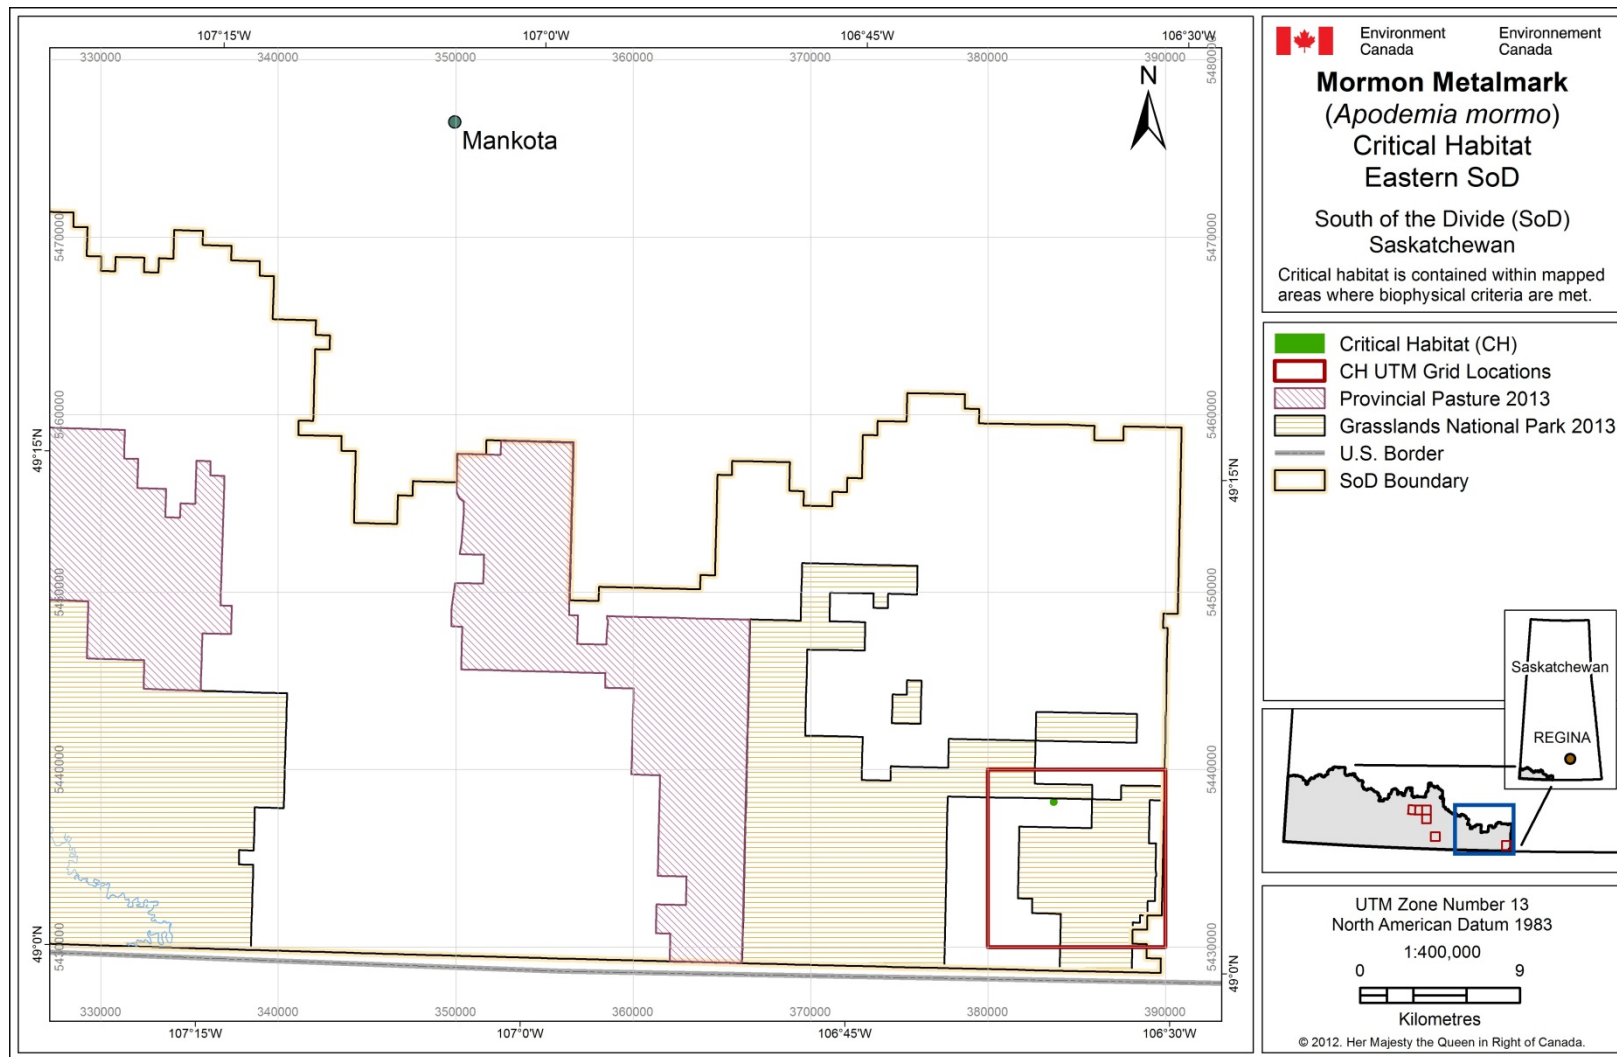 107°15'W 107°0'W 106°45'W 106°30'W
330000 340000 350000 360000 370000 380000 390000
5480000
N
Mankota
5470000 5470000
5460000 5460000
49°15'N 49°15'N
5450000 5450000
5440000 5440000
49°0'N 49°0'N
5430000 5430000
330000 340000 350000 360000 370000 380000 390000
107°15'W 107°0'W 106°45'W 106°30'W
Environment Environnement
Canada Canada
Mormon Metalmark
(Apodemia mormo)
Critical Habitat
Eastern SoD
South of the Divide (SoD)
Saskatchewan
Critical habitat is contained within mapped
areas where biophysical criteria are met.
Critical Habitat (CH)
CH UTM Grid Locations
Provincial Pasture 2013
Grasslands National Park 2013
U.S. Border
SoD Boundary
Saskatchewan
REGINA
UTM Zone Number 13
North American Datum 1983
1:400,000
0 9
Kilometres
© 2012. Her Majesty the Queen in Right of Canada.